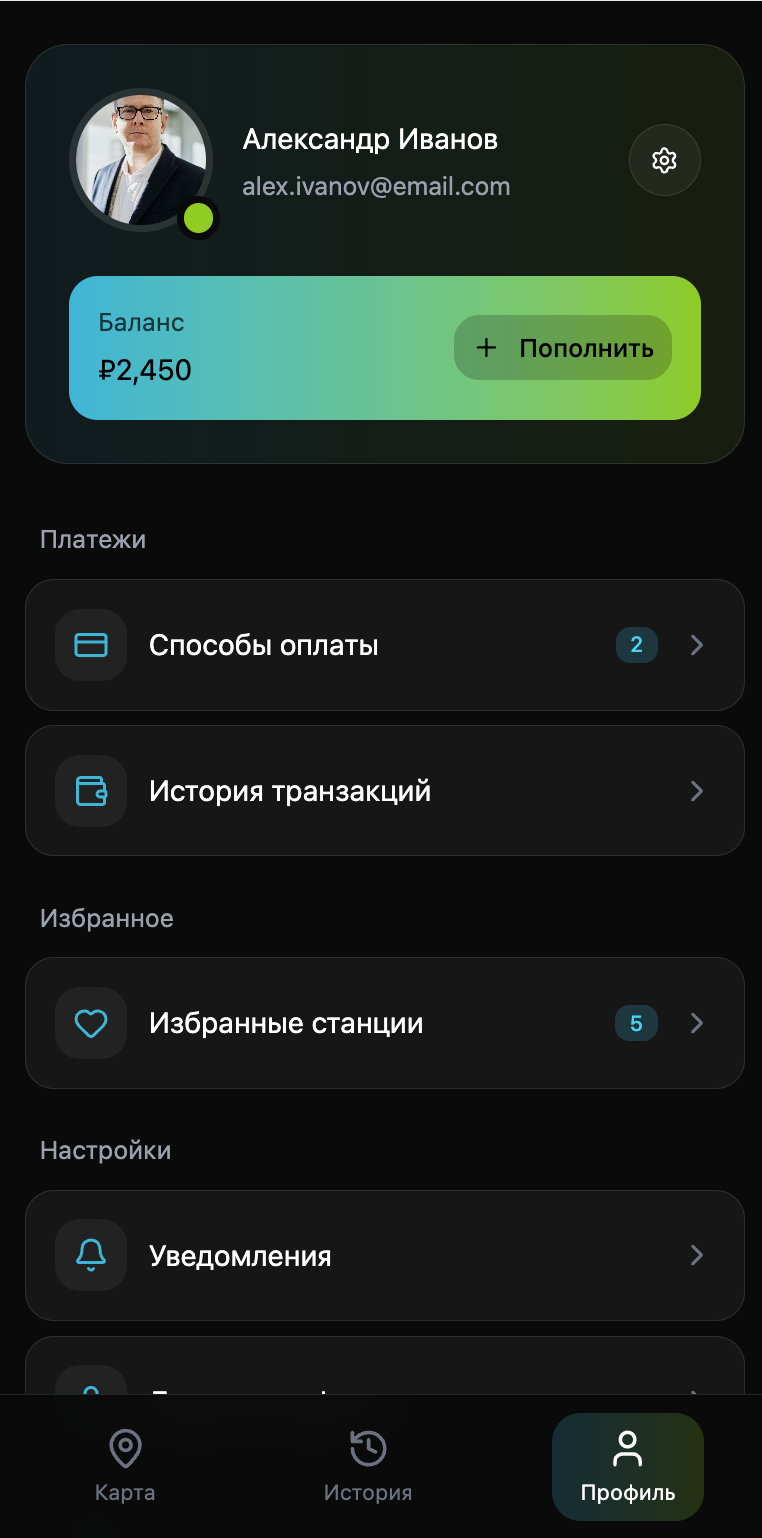 Александр Иванов
alex.ivanov@email.com
Баланс
₽2,450
+ Пополнить
Платежи
Способы оплаты
2
История транзакций
Избранное
Избранные станции
5
Настройки
Уведомления
Карта
История
Профиль